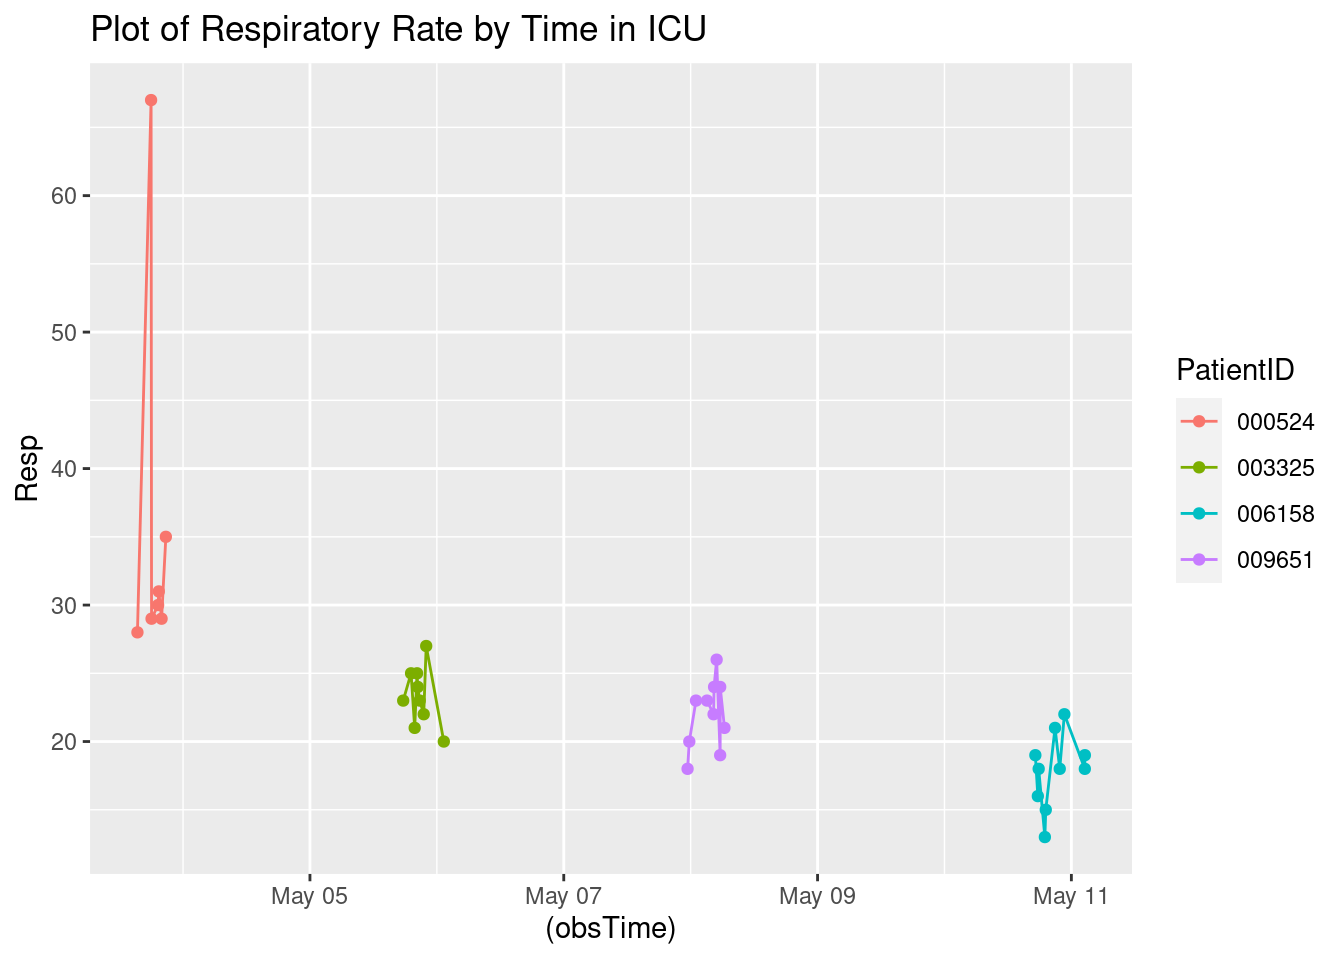 Plot of Respiratory Rate by Time in ICU
60
50
40
30
20
Resp
May 05
May 07
May 09
May 11
(obsTime)
PatientID
000524
003325
006158
009651